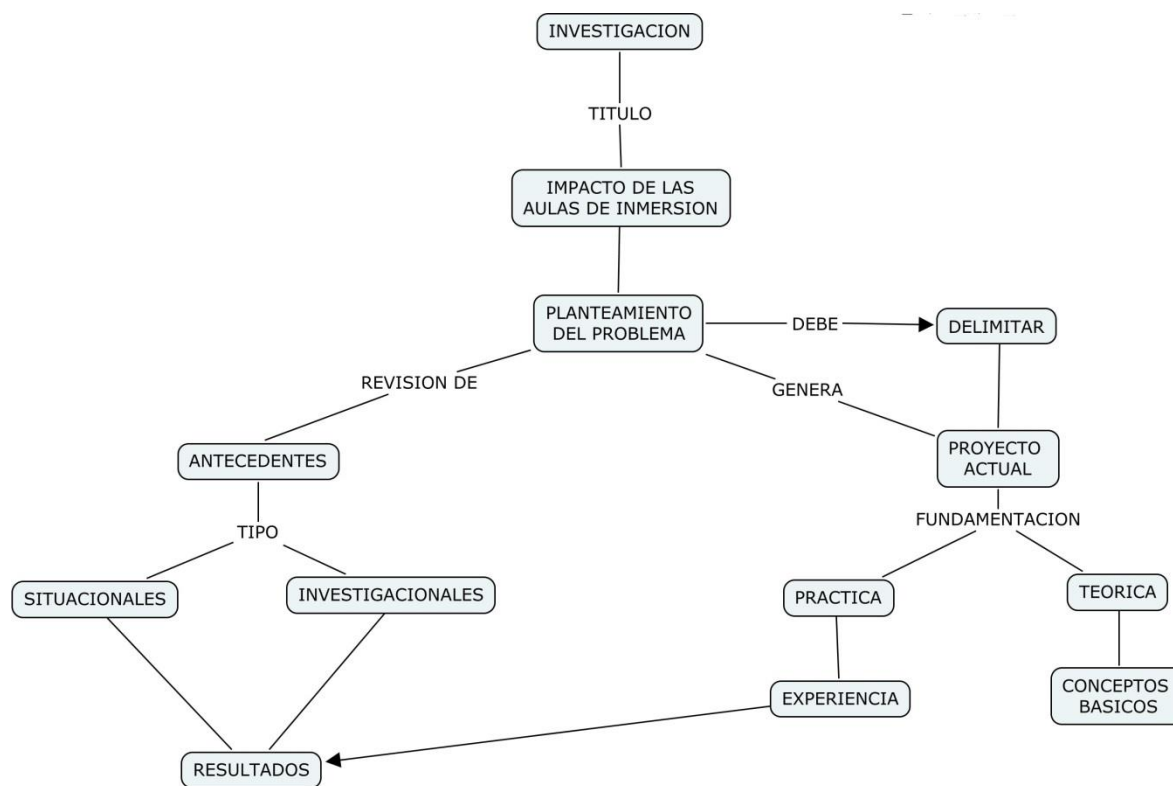 INVESTIGACION
TITULO
IMPACTO DE LAS
AULAS DE INMERSION
PLANTEAMIENTO
DEL PROBLEMA
DEBE
DELIMITAR
REVISION DE
GENERA
ANTECEDENTES
PROYECTO
ACTUAL
TIPO
FUNDAMENTACION
SITUACIONALES
INVESTIGACIONALES
PRACTICA
TEORICA
EXPERIENCIA
CONCEPTOS
BASICOS
RESULTADOS